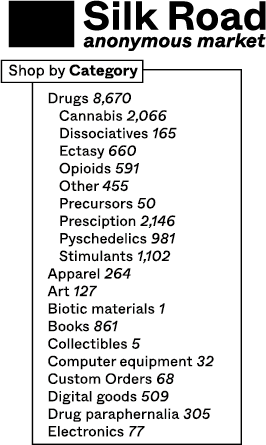 Silk Road
anonymous market
Shop by Category
Drugs 8,670
Cannabis 2,066
Dissociatives 165
Ectasy 660
Opioids 591
Other 455
Precursors 50
Presciption 2,146
Pyschedelics 981
Stimulants 1,102
Apparel 264
Art 127
Biotic materials 1
Books 861
Collectibles 5
Computer equipment 32
Custom Orders 68
Digital goods 509
Drug paraphernalia 305
Electronics 77